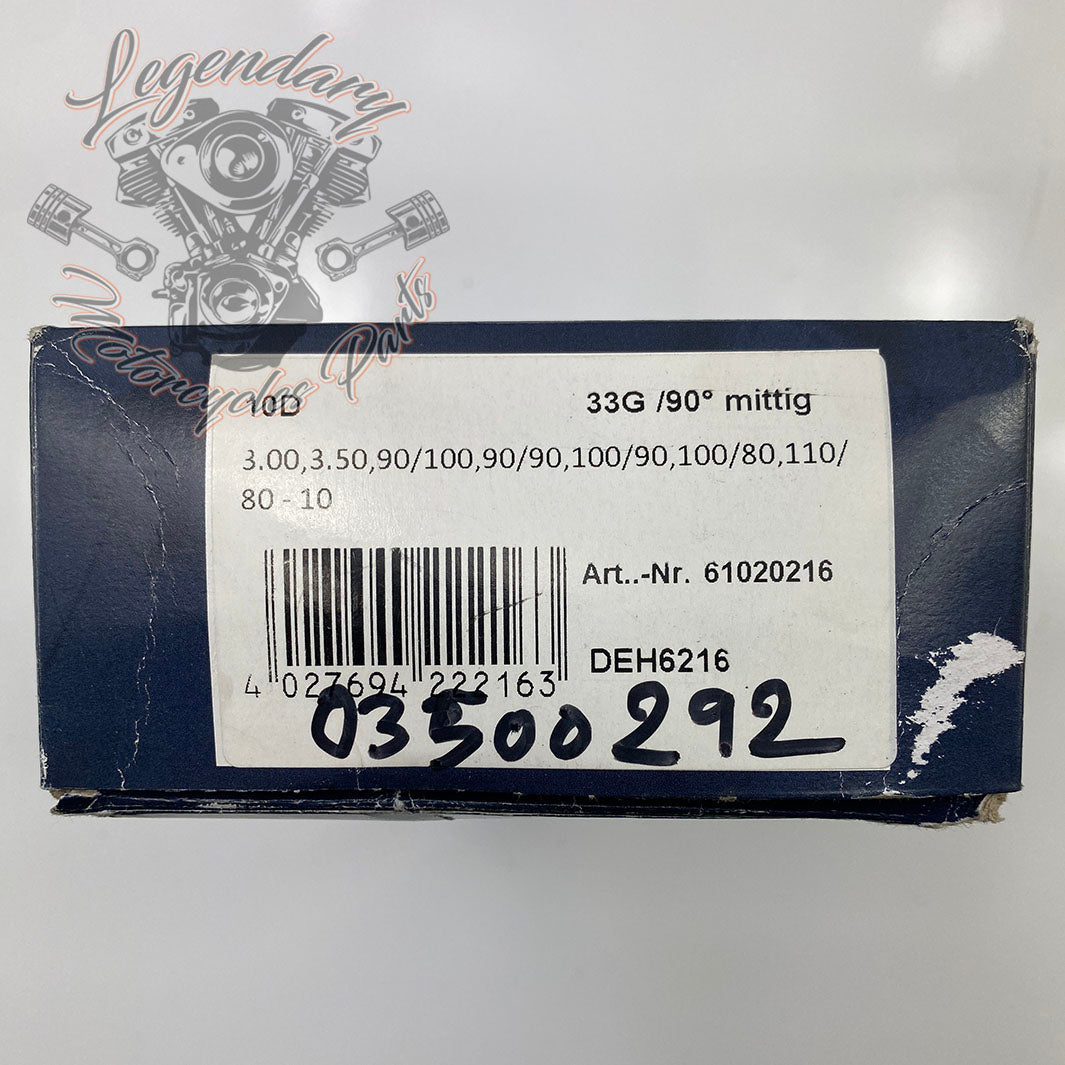 Legendary
Motorcycles Parts
10D 33G /90° mittig
3.00,3.50,90/100,90/90,100/90,100/80,110/
80 - 10
Art..-Nr. 61020216
DEH6216
4 027694 222163
03500292